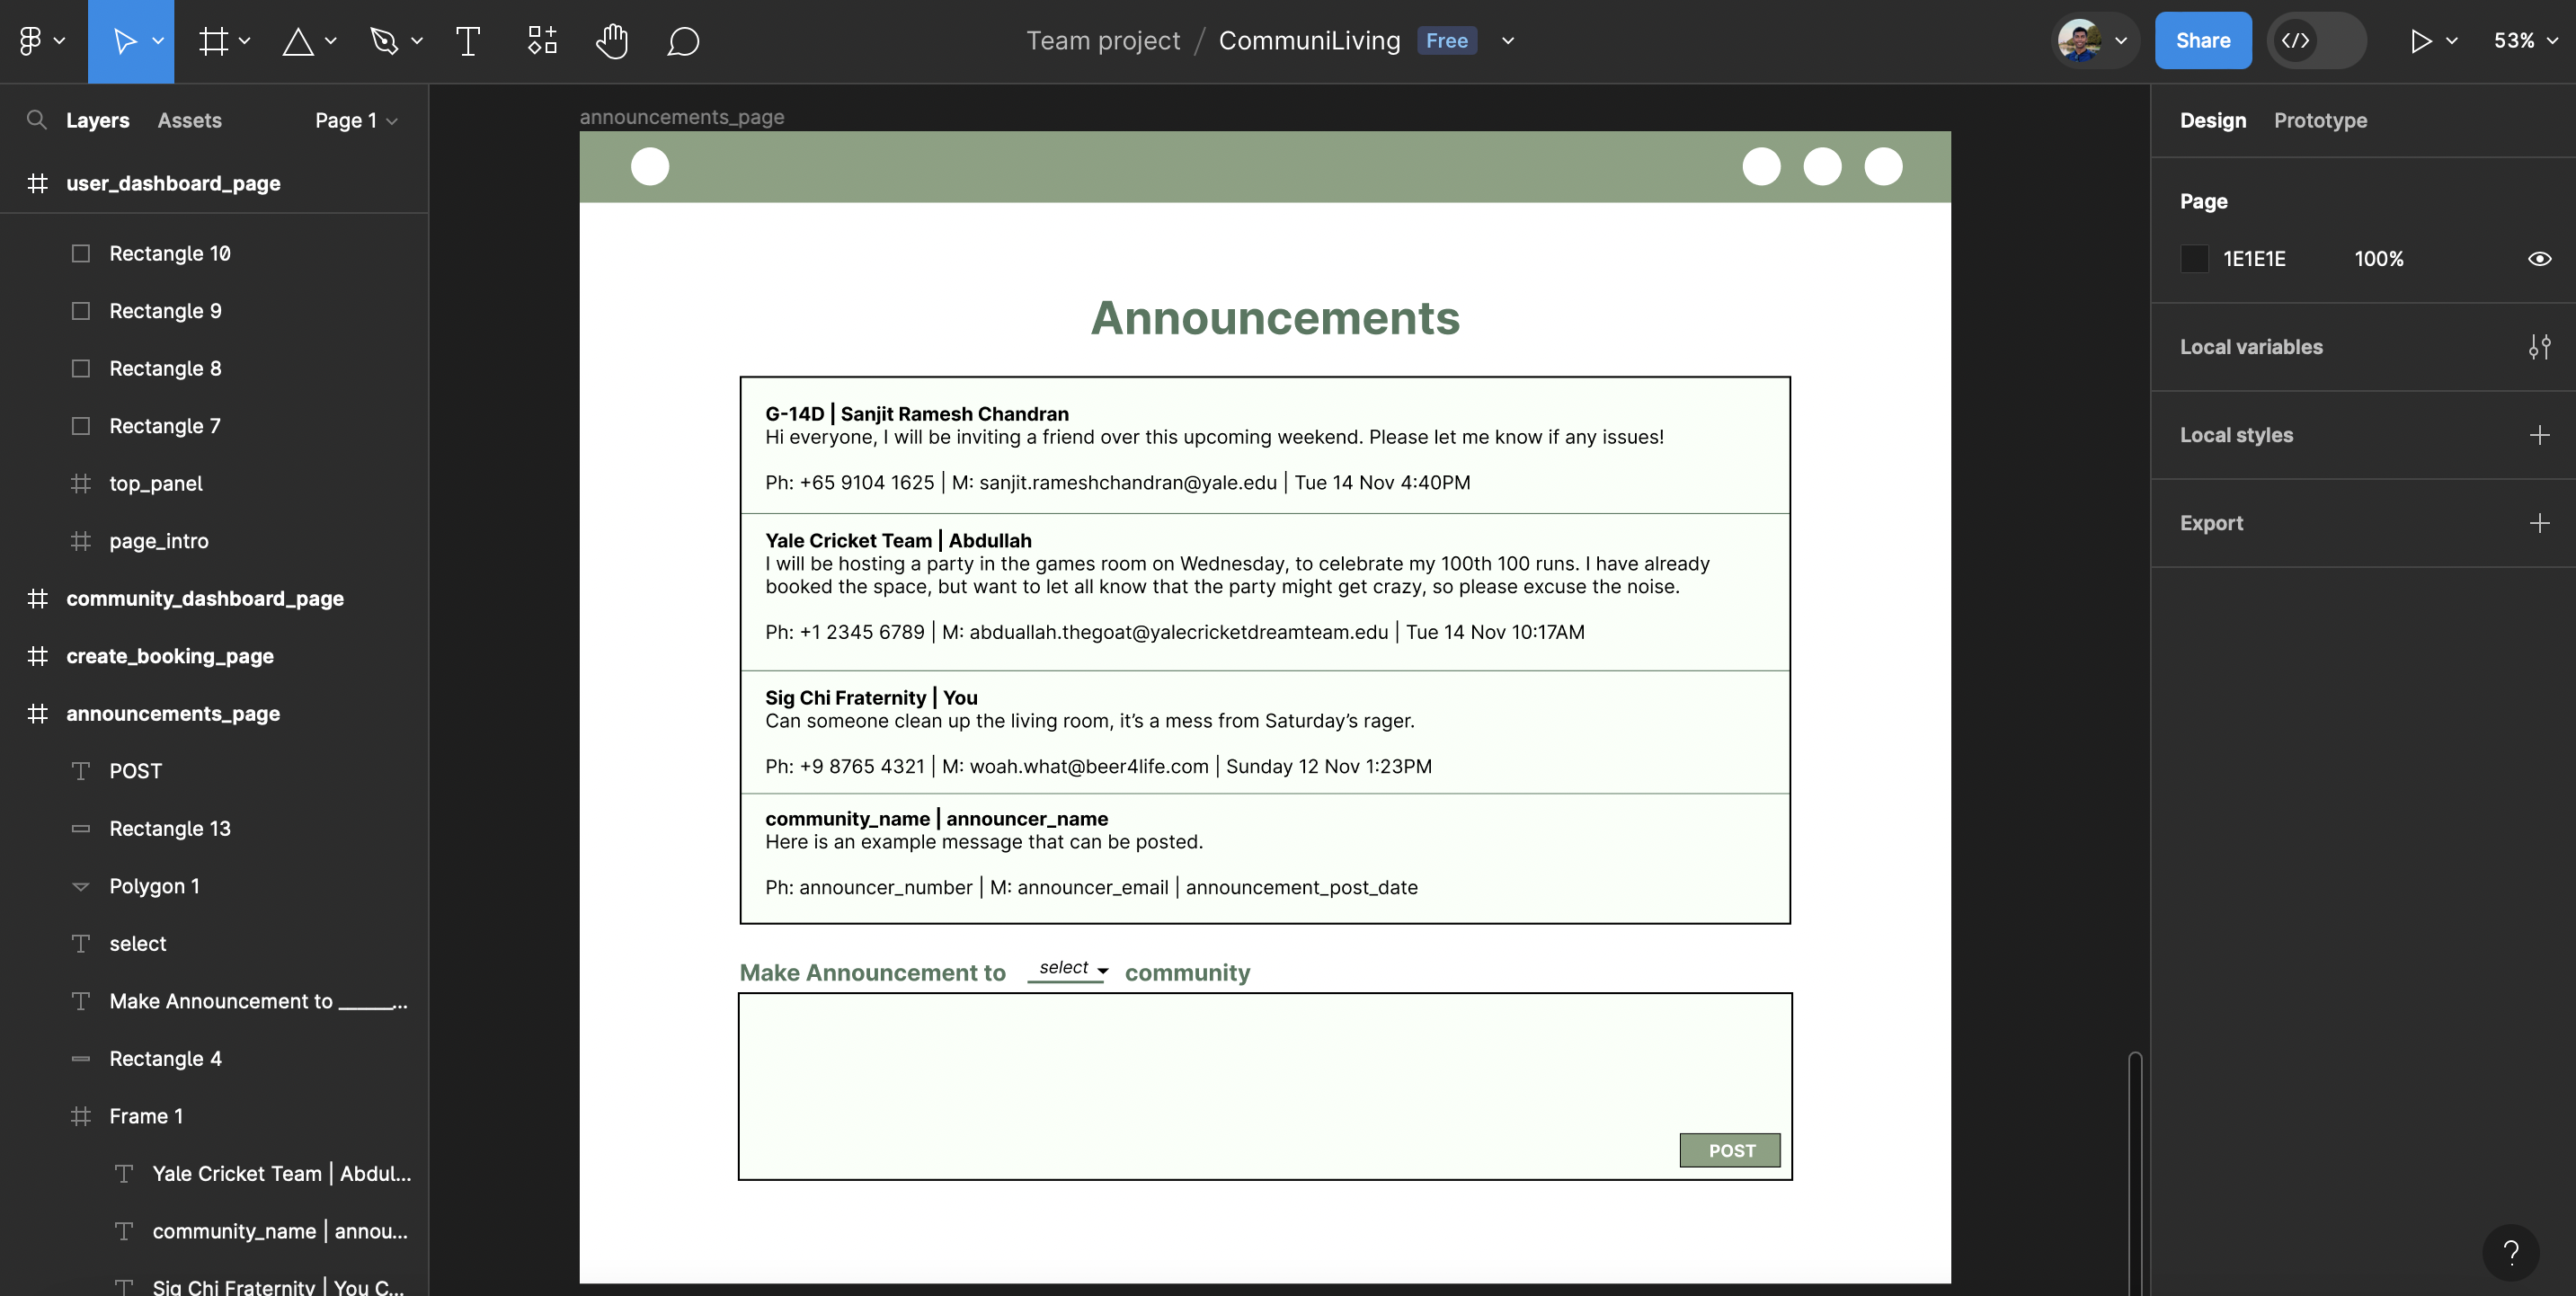 Team project / CommuniLiving Free
Share
53%
Layers Assets Page 1
user_dashboard_page
Rectangle 10
Rectangle 9
Rectangle 8
Rectangle 7
top_panel
page_intro
community_dashboard_page
create_booking_page
announcements_page
POST
Rectangle 13
Polygon 1
select
Make Announcement to ______...
Rectangle 4
Frame 1
Yale Cricket Team | Abdul...
community_name | annou...
Sig Chi Fraternity | You C...
announcements_page
Announcements
G-14D | Sanjit Ramesh Chandran
Hi everyone, I will be inviting a friend over this upcoming weekend. Please let me know if any issues!
Ph: +65 9104 1625 | M: sanjit.rameshchandran@yale.edu | Tue 14 Nov 4:40PM
Yale Cricket Team | Abdullah
I will be hosting a party in the games room on Wednesday, to celebrate my 100th 100 runs. I have already
booked the space, but want to let all know that the party might get crazy, so please excuse the noise.
Ph: +1 2345 6789 | M: abduallah.thegoat@yalecricketdreamteam.edu | Tue 14 Nov 10:17AM
Sig Chi Fraternity | You
Can someone clean up the living room, it’s a mess from Saturday’s rager.
Ph: +9 8765 4321 | M: woah.what@beer4life.com | Sunday 12 Nov 1:23PM
community_name | announcer_name
Here is an example message that can be posted.
Ph: announcer_number | M: announcer_email | announcement_post_date
Make Announcement to select community
POST
Design Prototype
Page
1E1E1E 100%
Local variables
Local styles
Export
?